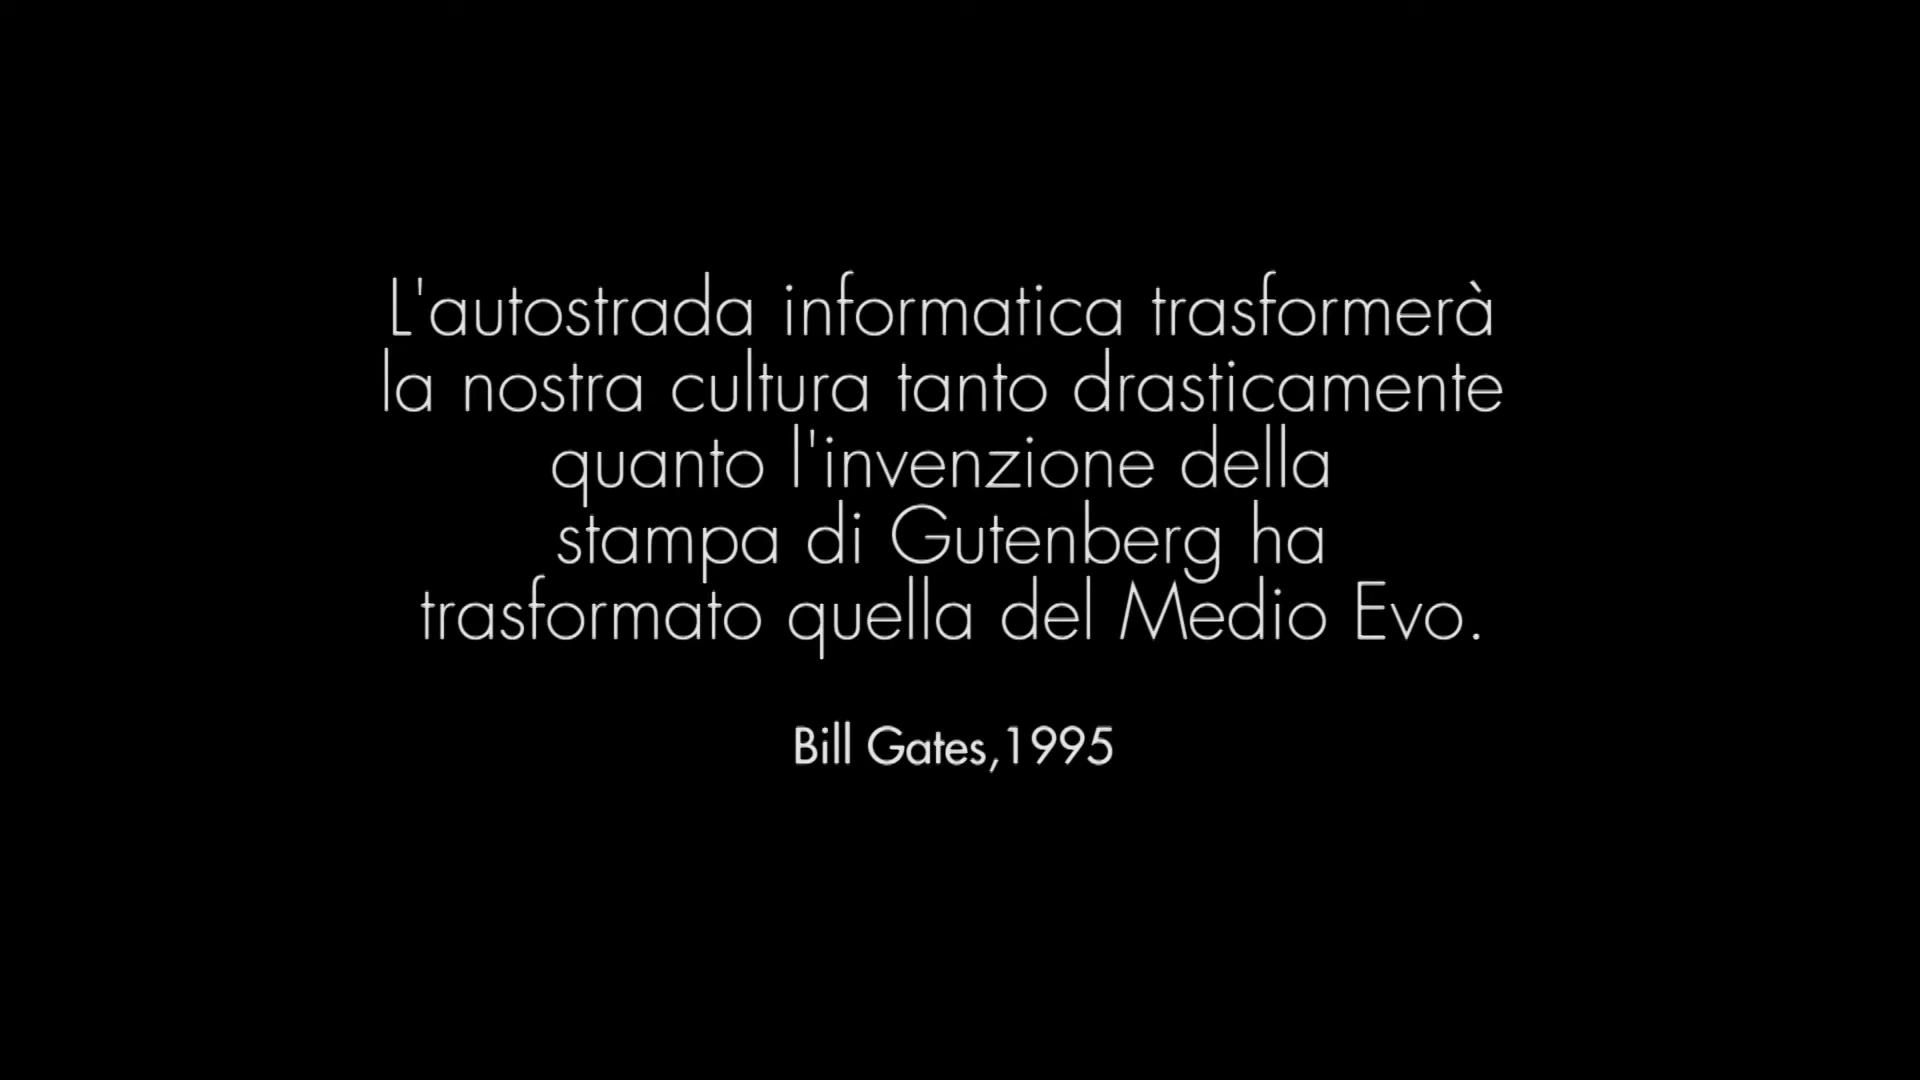 L'autostrada informatica trasformerà
la nostra cultura tanto drasticamente
quanto l'invenzione della
stampa di Gutenberg ha
trasformato quella del Medio Evo.
Bill Gates,1995